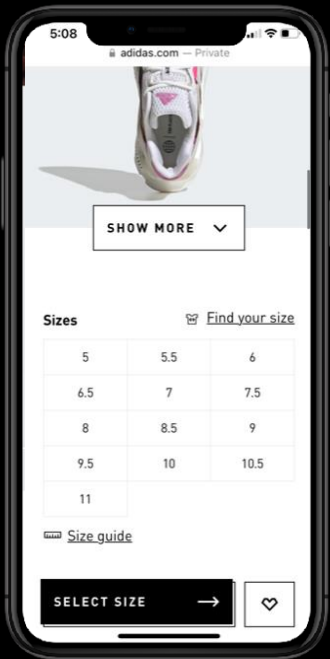 5:08
adidas.com — Private
SHOW MORE
Sizes Find your size
5 5.5 6
6.5 7 7.5
8 8.5 9
9.5 10 10.5
11
Size guide
SELECT SIZE